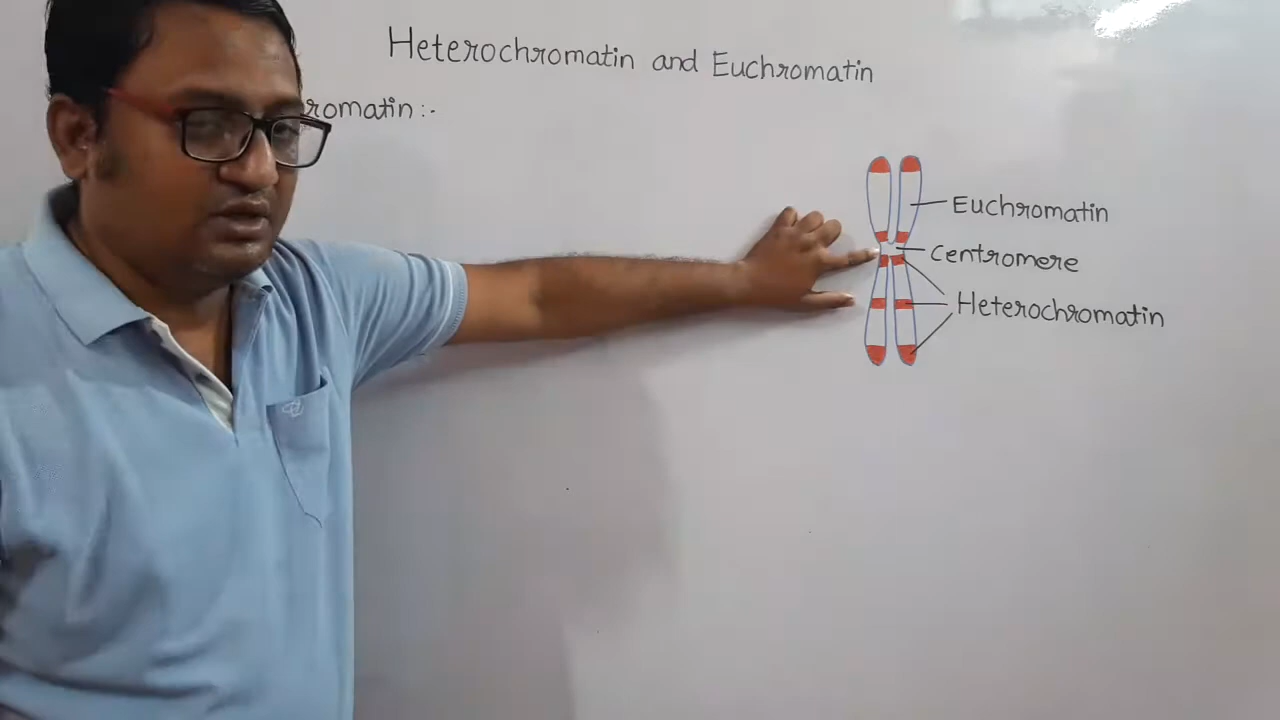 Heterochromatin and Euchromatin
romatin :-
Euchromatin
Centromere
Heterochromatin